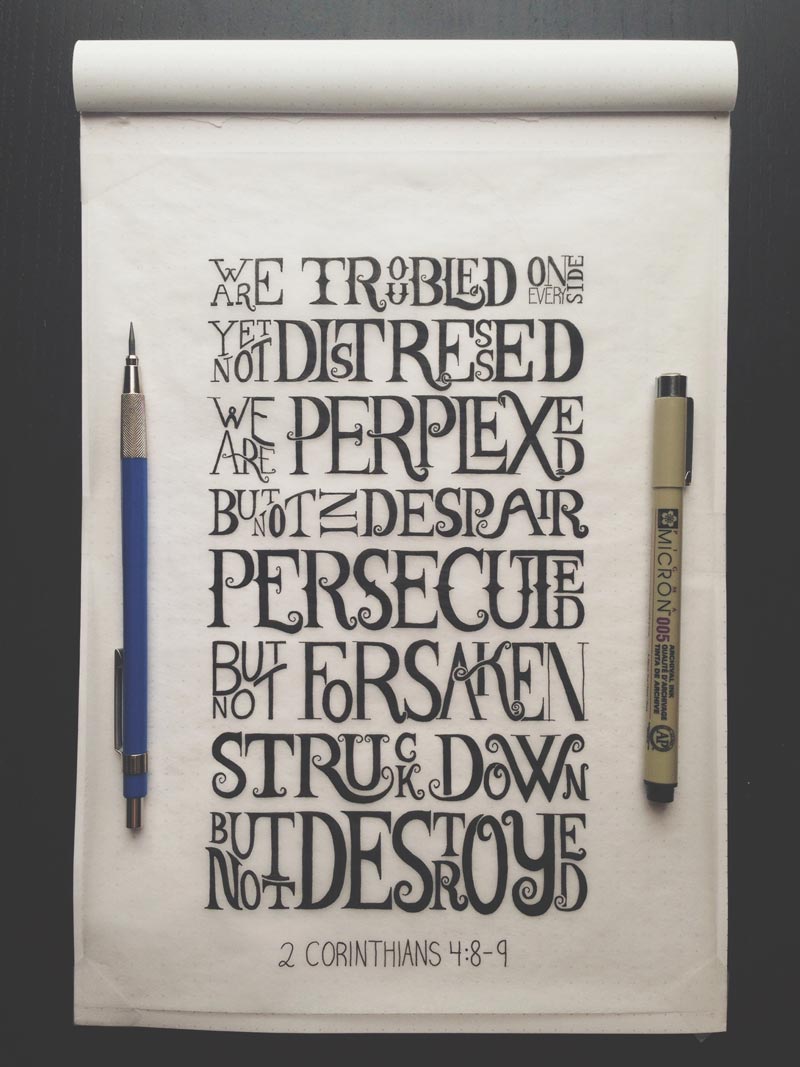 WE ARE TROUBLED ON EVERY SIDE
YET NOT DISTRESSED
WE ARE PERPLEXED
BUT NOT IN DESPAIR
PERSECUTED
BUT NOT FORSAKEN
STRUCK DOWN
BUT NOT DESTROYED
2 CORINTHIANS 4:8-9
PIGMA
MICRON 005
ARCHIVAL INK
QUALITÉ D'ARCHIVAGE
TINTA DE ARCHIVE
AP